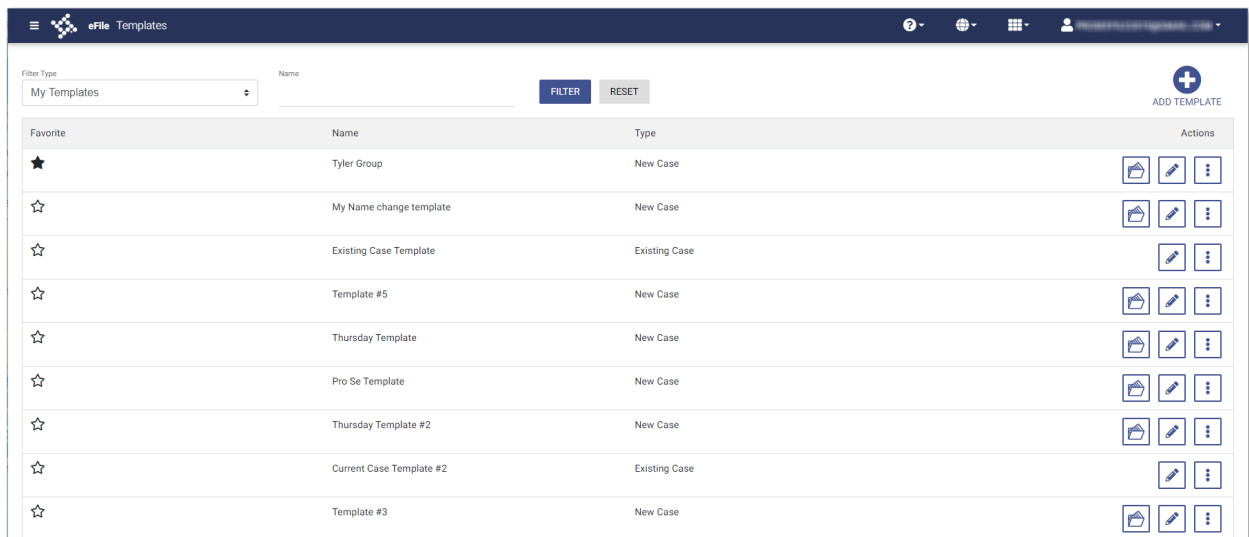 eFile Templates
Filter Type Name
My Templates FILTER RESET
ADD TEMPLATE
Favorite Name Type Actions
Tyler Group New Case
My Name change template New Case
Existing Case Template Existing Case
Template #5 New Case
Thursday Template New Case
Pro Se Template New Case
Thursday Template #2 New Case
Current Case Template #2 Existing Case
Template #3 New Case